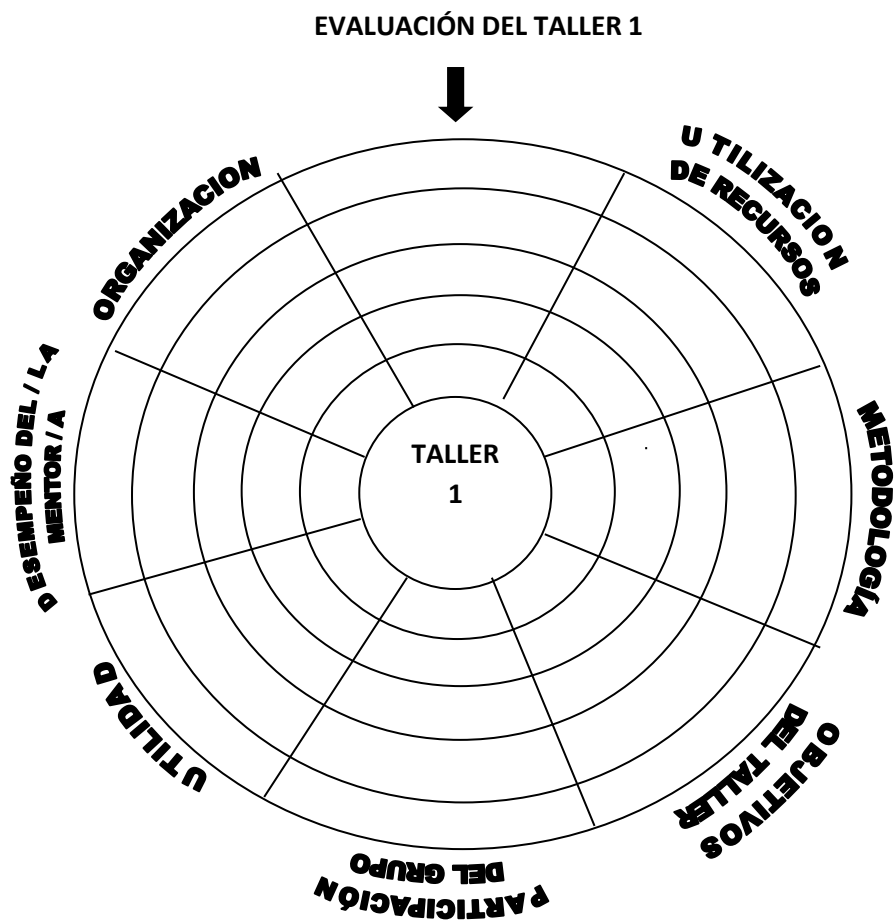 EVALUACIÓN DEL TALLER 1
U TILIZACION
DE RECURSOS
METODOLOGÍA
OBJETIVOS
DEL TALLER
PARTICIPACIÓN
DEL GRUPO
UTILIDAD
D ESEMPEÑO DEL / LA
MENTOR / A
ORGANIZACION
TALLER
1